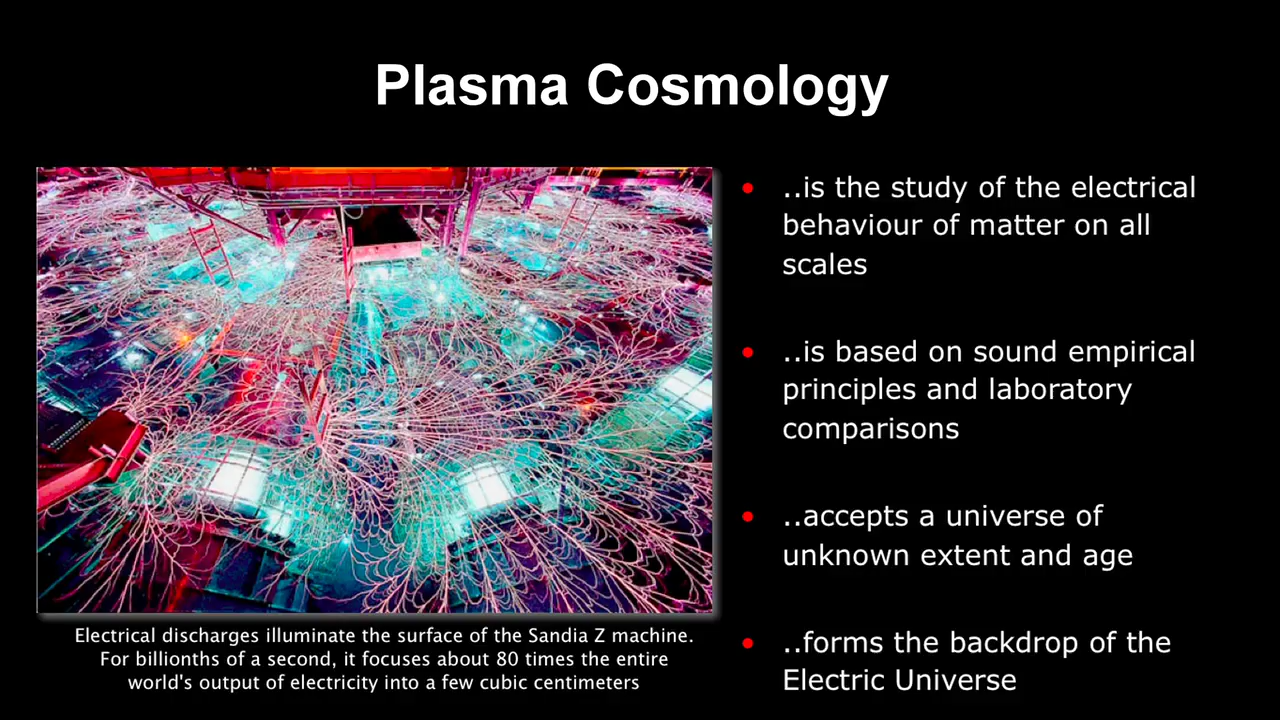 Plasma Cosmology
..is the study of the electrical
behaviour of matter on all
scales
..is based on sound empirical
principles and laboratory
comparisons
..accepts a universe of
unknown extent and age
..forms the backdrop of the
Electric Universe
Electrical discharges illuminate the surface of the Sandia Z machine.
For billionths of a second, it focuses about 80 times the entire
world's output of electricity into a few cubic centimeters